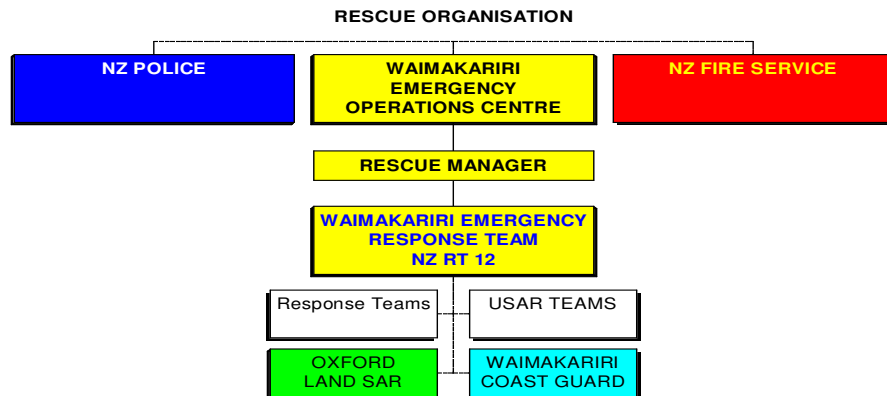 RESCUE ORGANISATION
NZ POLICE
WAIMAKARIRI
EMERGENCY
OPERATIONS CENTRE
NZ FIRE SERVICE
RESCUE MANAGER
WAIMAKARIRI EMERGENCY
RESPONSE TEAM
NZ RT 12
Response Teams
USAR TEAMS
OXFORD
LAND SAR
WAIMAKARIRI
COAST GUARD